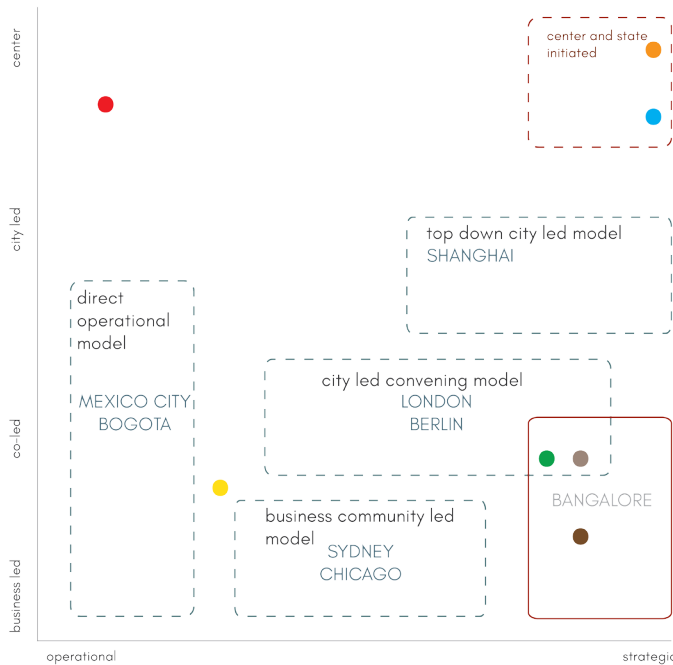 center
center and state
initiated
city led
top down city led model
SHANGHAI
direct
operational
model
MEXICO CITY
BOGOTA
city led convening model
LONDON
BERLIN
co-led
BANGALORE
business community led
model
SYDNEY
CHICAGO
business led
operational
strategic